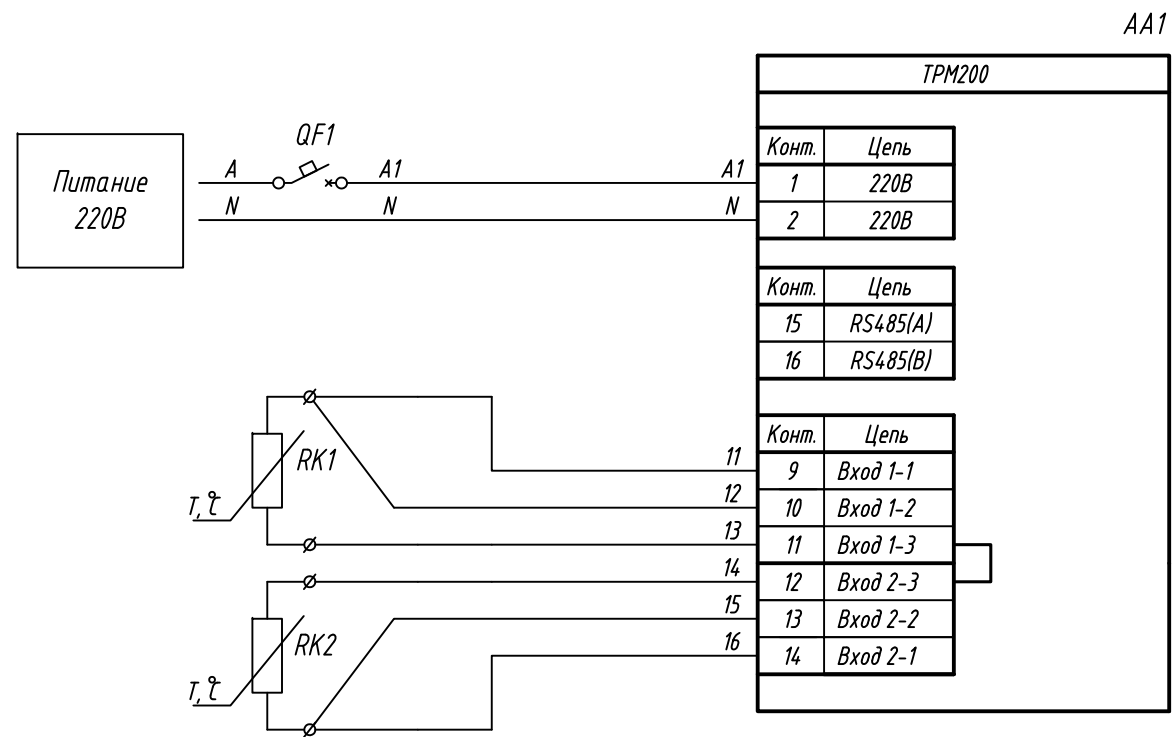 AA1
ТРМ200
QF1
Питание
220В
A
A1
A1
N
N
N
Конт. Цепь
1 220В
2 220В
Конт. Цепь
15 RS485(A)
16 RS485(B)
Конт. Цепь
9 Вход 1-1
10 Вход 1-2
11 Вход 1-3
12 Вход 2-3
13 Вход 2-2
14 Вход 2-1
11
12
13
14
15
16
RK1
T,℃
RK2
T,℃